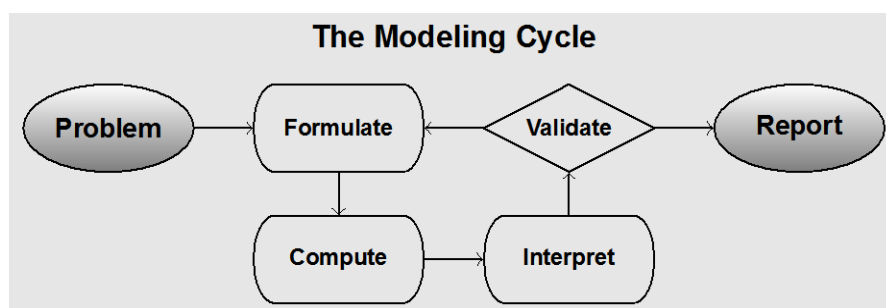 The Modeling Cycle
Problem
Formulate
Validate
Report
Compute
Interpret